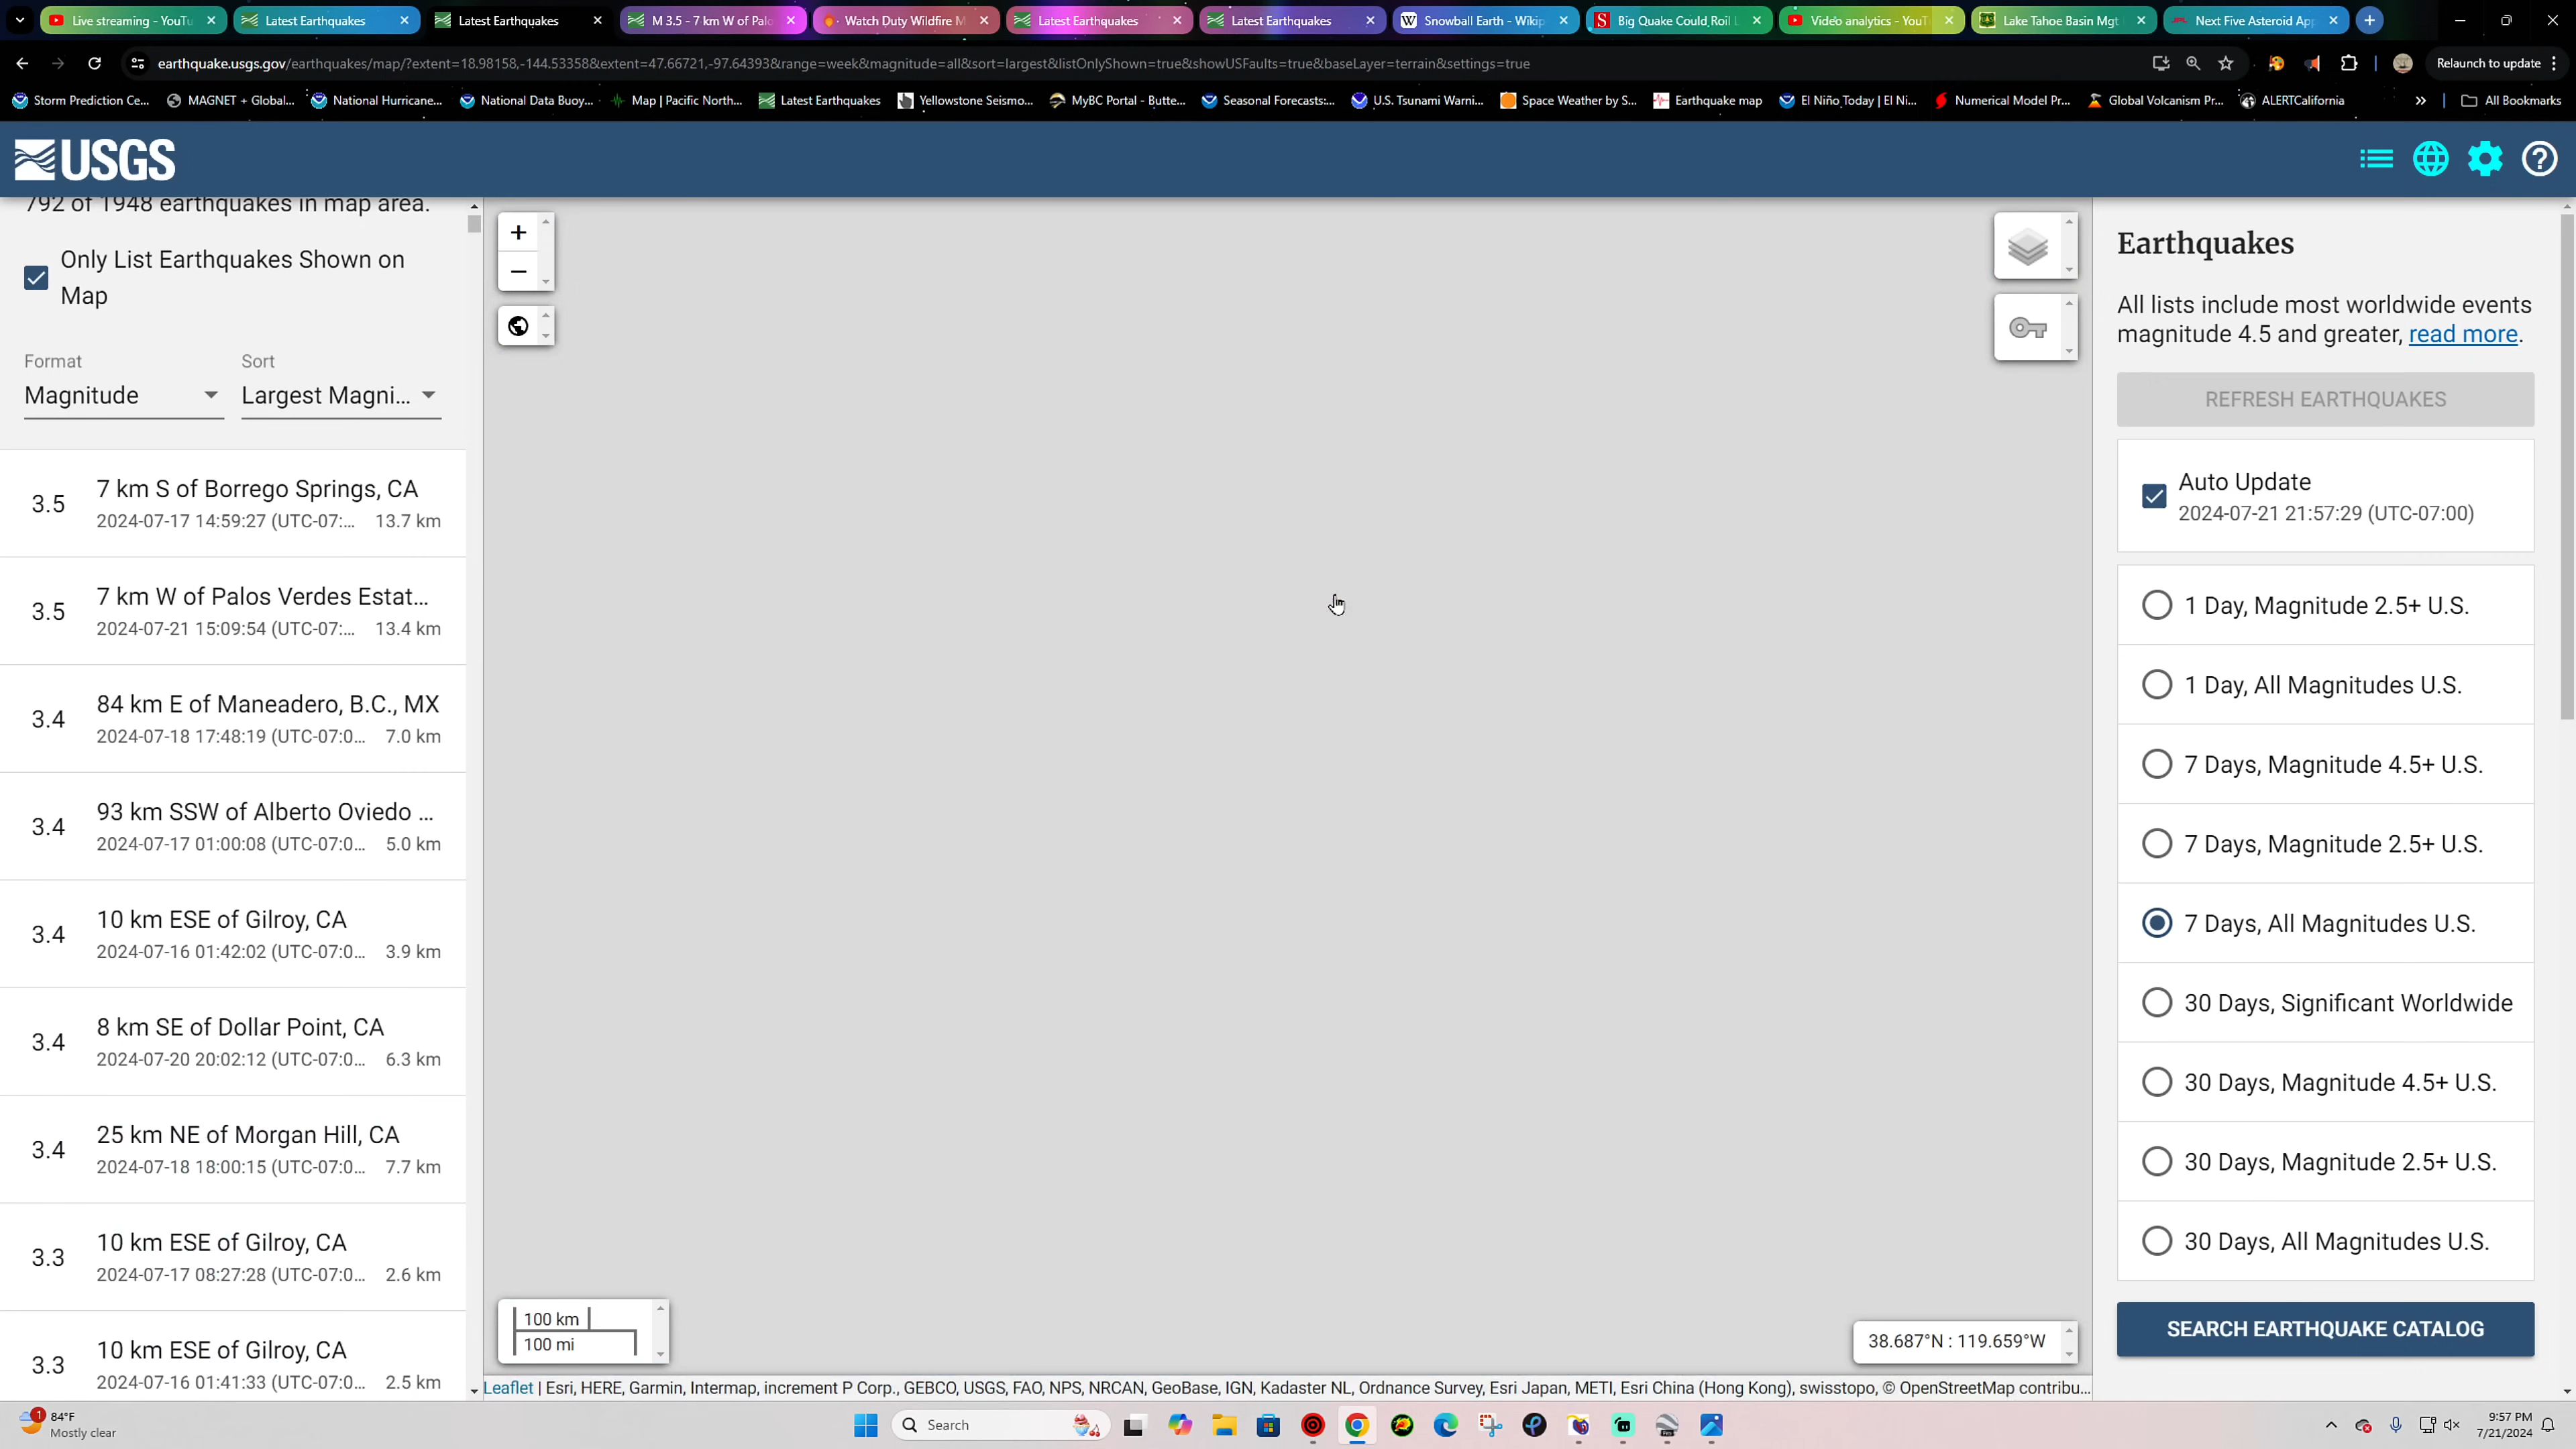 Live streaming - YouTu
Latest Earthquakes
Latest Earthquakes
M 3.5 - 7 km W of Palo
Watch Duty Wildfire M
Latest Earthquakes
Latest Earthquakes
Snowball Earth - Wikip
Big Quake Could Roil L
Video analytics - YouT
Lake Tahoe Basin Mgt
Next Five Asteroid App
earthquake.usgs.gov/earthquakes/map/?extent=18.98158,-144.53358&extent=47.66721,-97.64393&range=week&magnitude=all&sort=largest&listOnlyShown=true&showUSFaults=true&baseLayer=terrain&settings=true
Relaunch to update
Storm Prediction Ce...
MAGNET + Global...
National Hurricane...
National Data Buoy...
Map | Pacific North...
Latest Earthquakes
Yellowstone Seismo...
MyBC Portal - Butte...
Seasonal Forecasts:...
U.S. Tsunami Warni...
Space Weather by S...
Earthquake map
El Niño Today | El Ni...
Numerical Model Pr...
Global Volcanism Pr...
ALERTCalifornia
All Bookmarks
USGS
792 of 1948 earthquakes in map area.
Only List Earthquakes Shown on
Map
Format
Sort
Magnitude
Largest Magni...
3.5
7 km S of Borrego Springs, CA
2024-07-17 14:59:27 (UTC-07:... 13.7 km
3.5
7 km W of Palos Verdes Estat...
2024-07-21 15:09:54 (UTC-07:... 13.4 km
3.4
84 km E of Maneadero, B.C., MX
2024-07-18 17:48:19 (UTC-07:0... 7.0 km
3.4
93 km SSW of Alberto Oviedo ...
2024-07-17 01:00:08 (UTC-07:0... 5.0 km
3.4
10 km ESE of Gilroy, CA
2024-07-16 01:42:02 (UTC-07:0... 3.9 km
3.4
8 km SE of Dollar Point, CA
2024-07-20 20:02:12 (UTC-07:0... 6.3 km
3.4
25 km NE of Morgan Hill, CA
2024-07-18 18:00:15 (UTC-07:0... 7.7 km
3.3
10 km ESE of Gilroy, CA
2024-07-17 08:27:28 (UTC-07:0... 2.6 km
3.3
10 km ESE of Gilroy, CA
2024-07-16 01:41:33 (UTC-07:0... 2.5 km
+
−
100 km
100 mi
38.687°N : 119.659°W
Leaflet | Esri, HERE, Garmin, Intermap, increment P Corp., GEBCO, USGS, FAO, NPS, NRCAN, GeoBase, IGN, Kadaster NL, Ordnance Survey, Esri Japan, METI, Esri China (Hong Kong), swisstopo, © OpenStreetMap contribu...
Earthquakes
All lists include most worldwide events
magnitude 4.5 and greater, read more.
REFRESH EARTHQUAKES
Auto Update
2024-07-21 21:57:29 (UTC-07:00)
1 Day, Magnitude 2.5+ U.S.
1 Day, All Magnitudes U.S.
7 Days, Magnitude 4.5+ U.S.
7 Days, Magnitude 2.5+ U.S.
7 Days, All Magnitudes U.S.
30 Days, Significant Worldwide
30 Days, Magnitude 4.5+ U.S.
30 Days, Magnitude 2.5+ U.S.
30 Days, All Magnitudes U.S.
SEARCH EARTHQUAKE CATALOG
1
84°F
Mostly clear
Search
9:57 PM
7/21/2024